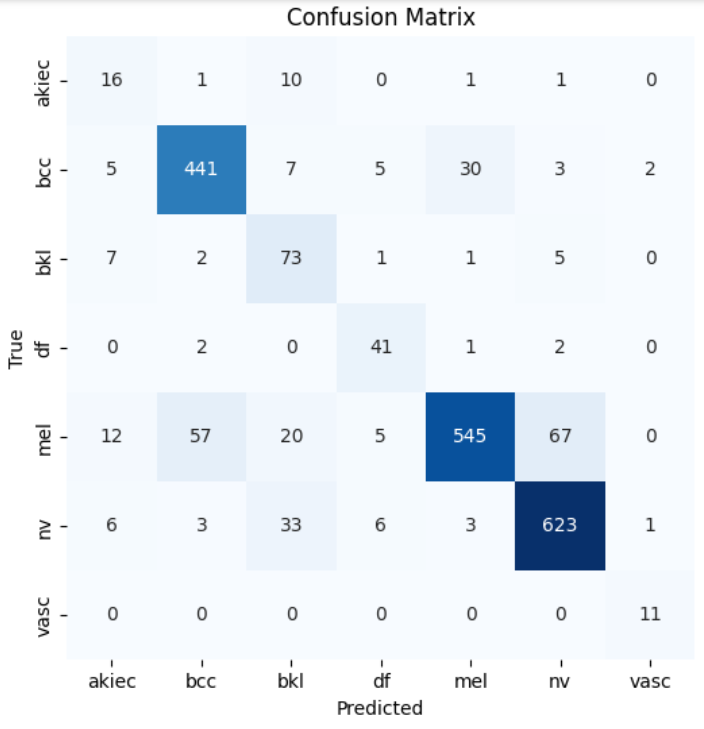 Confusion Matrix
akiec 16 1 10 0 1 1 0
bcc 5 441 7 5 30 3 2
bkl 7 2 73 1 1 5 0
True
df 0 2 0 41 1 2 0
mel 12 57 20 5 545 67 0
nv 6 3 33 6 3 623 1
vasc 0 0 0 0 0 0 11
akiec bcc bkl df mel nv vasc
Predicted